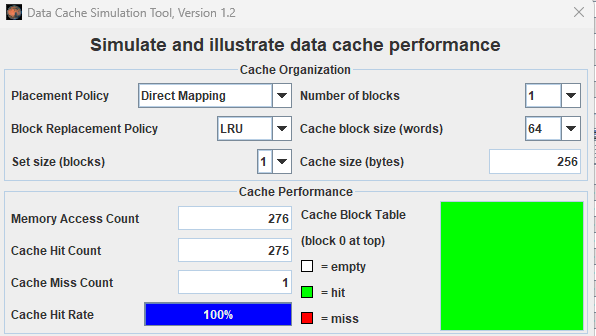 Data Cache Simulation Tool, Version 1.2
Simulate and illustrate data cache performance
Cache Organization
Placement Policy Direct Mapping Number of blocks 1
Block Replacement Policy LRU Cache block size (words) 64
Set size (blocks) 1 Cache size (bytes) 256
Cache Performance
Memory Access Count 276 Cache Block Table
(block 0 at top)
Cache Hit Count 275
= empty
Cache Miss Count 1
= hit
Cache Hit Rate 100%
= miss